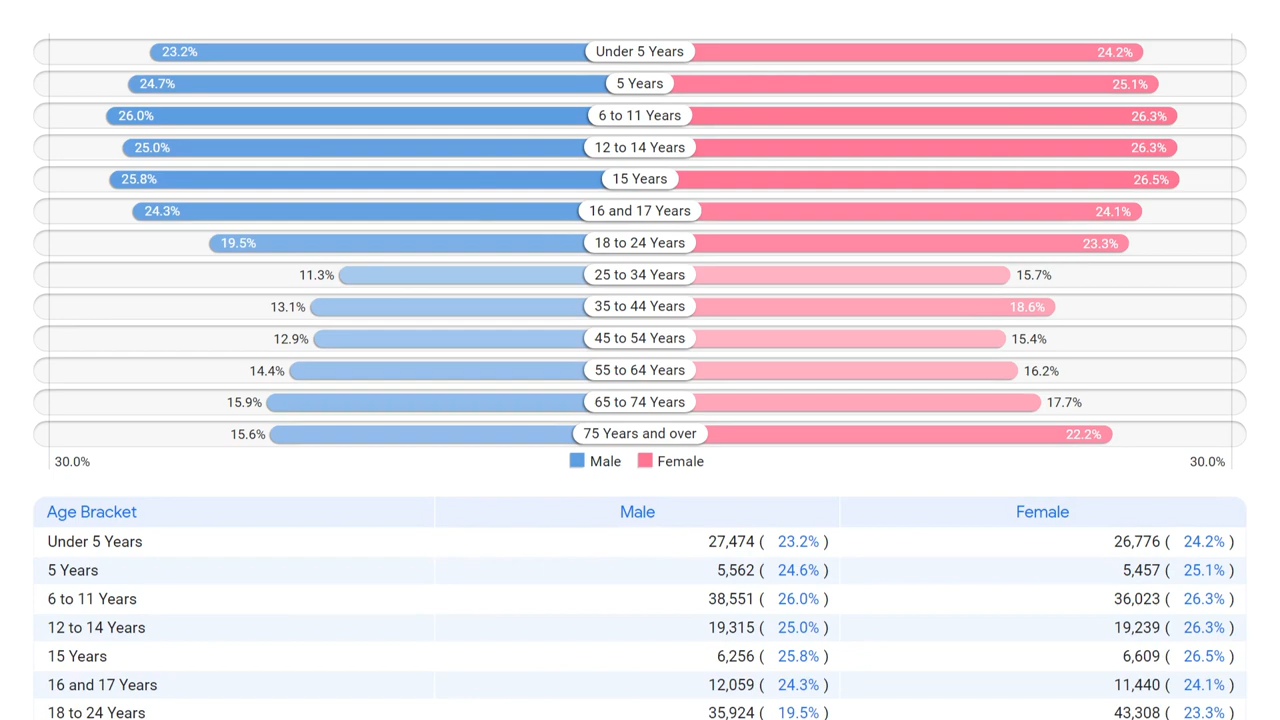 23.2% Under 5 Years 24.2%
24.7% 5 Years 25.1%
26.0% 6 to 11 Years 26.3%
25.0% 12 to 14 Years 26.3%
25.8% 15 Years 26.5%
24.3% 16 and 17 Years 24.1%
19.5% 18 to 24 Years 23.3%
11.3% 25 to 34 Years 15.7%
13.1% 35 to 44 Years 18.6%
12.9% 45 to 54 Years 15.4%
14.4% 55 to 64 Years 16.2%
15.9% 65 to 74 Years 17.7%
15.6% 75 Years and over 22.2%
30.0% Male Female 30.0%
Age Bracket Male Female
Under 5 Years 27,474 ( 23.2% ) 26,776 ( 24.2% )
5 Years 5,562 ( 24.6% ) 5,457 ( 25.1% )
6 to 11 Years 38,551 ( 26.0% ) 36,023 ( 26.3% )
12 to 14 Years 19,315 ( 25.0% ) 19,239 ( 26.3% )
15 Years 6,256 ( 25.8% ) 6,609 ( 26.5% )
16 and 17 Years 12,059 ( 24.3% ) 11,440 ( 24.1% )
18 to 24 Years 35,924 ( 19.5% ) 43,308 ( 23.3% )